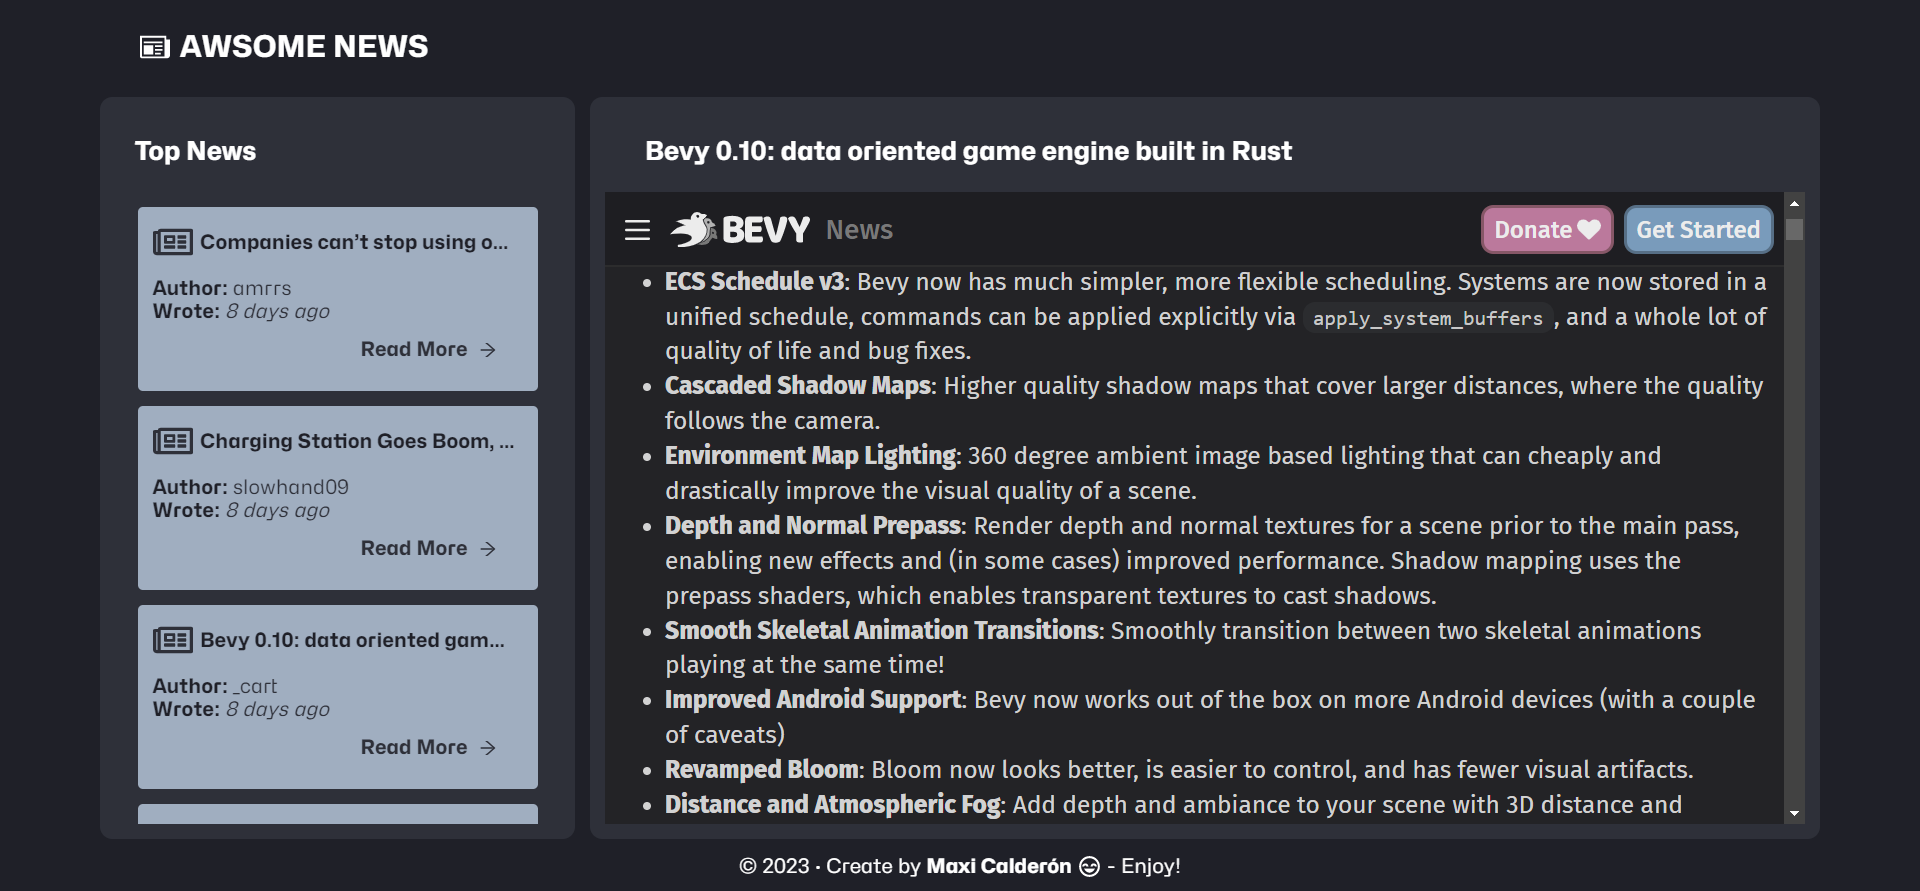 AWSOME NEWS
Top News
Companies can’t stop using o...
Author: amrrs
Wrote: 8 days ago
Read More →
Charging Station Goes Boom, ...
Author: slowhand09
Wrote: 8 days ago
Read More →
Bevy 0.10: data oriented gam...
Author: _cart
Wrote: 8 days ago
Read More →
Bevy 0.10: data oriented game engine built in Rust
BEVY News
Donate
Get Started
• ECS Schedule v3: Bevy now has much simpler, more flexible scheduling. Systems are now stored in a
unified schedule, commands can be applied explicitly via apply_system_buffers, and a whole lot of
quality of life and bug fixes.
• Cascaded Shadow Maps: Higher quality shadow maps that cover larger distances, where the quality
follows the camera.
• Environment Map Lighting: 360 degree ambient image based lighting that can cheaply and
drastically improve the visual quality of a scene.
• Depth and Normal Prepass: Render depth and normal textures for a scene prior to the main pass,
enabling new effects and (in some cases) improved performance. Shadow mapping uses the
prepass shaders, which enables transparent textures to cast shadows.
• Smooth Skeletal Animation Transitions: Smoothly transition between two skeletal animations
playing at the same time!
• Improved Android Support: Bevy now works out of the box on more Android devices (with a couple
of caveats)
• Revamped Bloom: Bloom now looks better, is easier to control, and has fewer visual artifacts.
• Distance and Atmospheric Fog: Add depth and ambiance to your scene with 3D distance and
© 2023 · Create by Maxi Calderón 😄 - Enjoy!